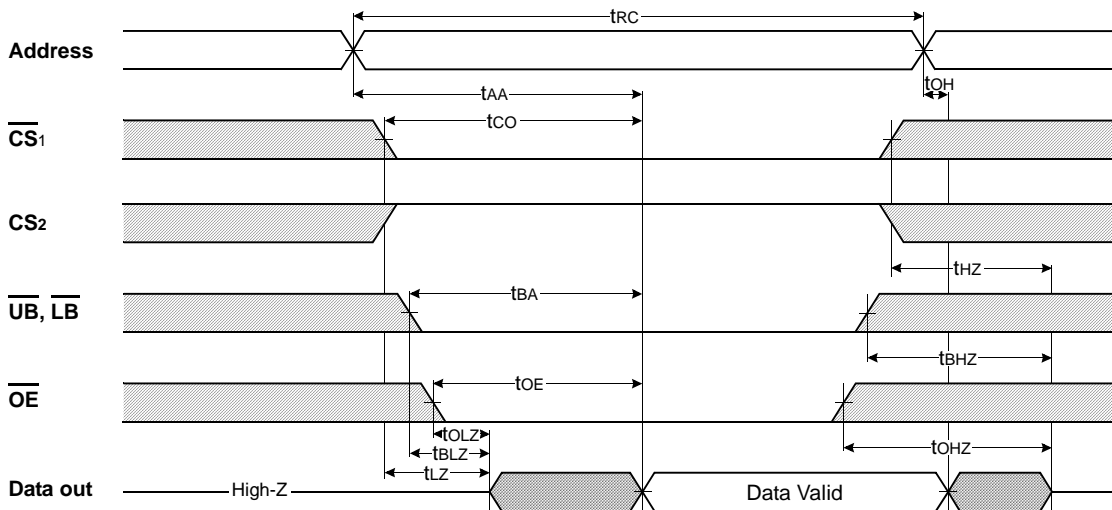 tRC
Address
tOH
tAA
tCO
CS1
CS2
tHZ
tBA
UB, LB
tBHZ
tOE
OE
tOLZ
tBLZ
tOHZ
tLZ
Data out
High-Z
Data Valid